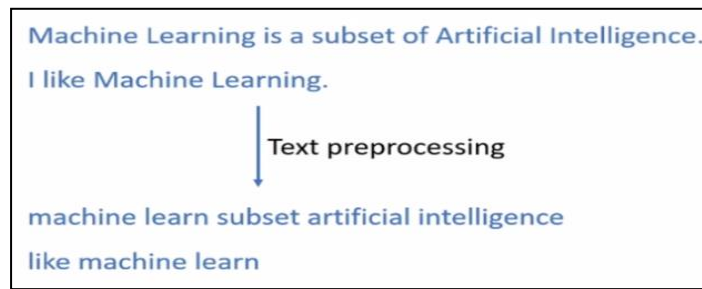 Machine Learning is a subset of Artificial Intelligence.
I like Machine Learning.
Text preprocessing
machine learn subset artificial intelligence
like machine learn